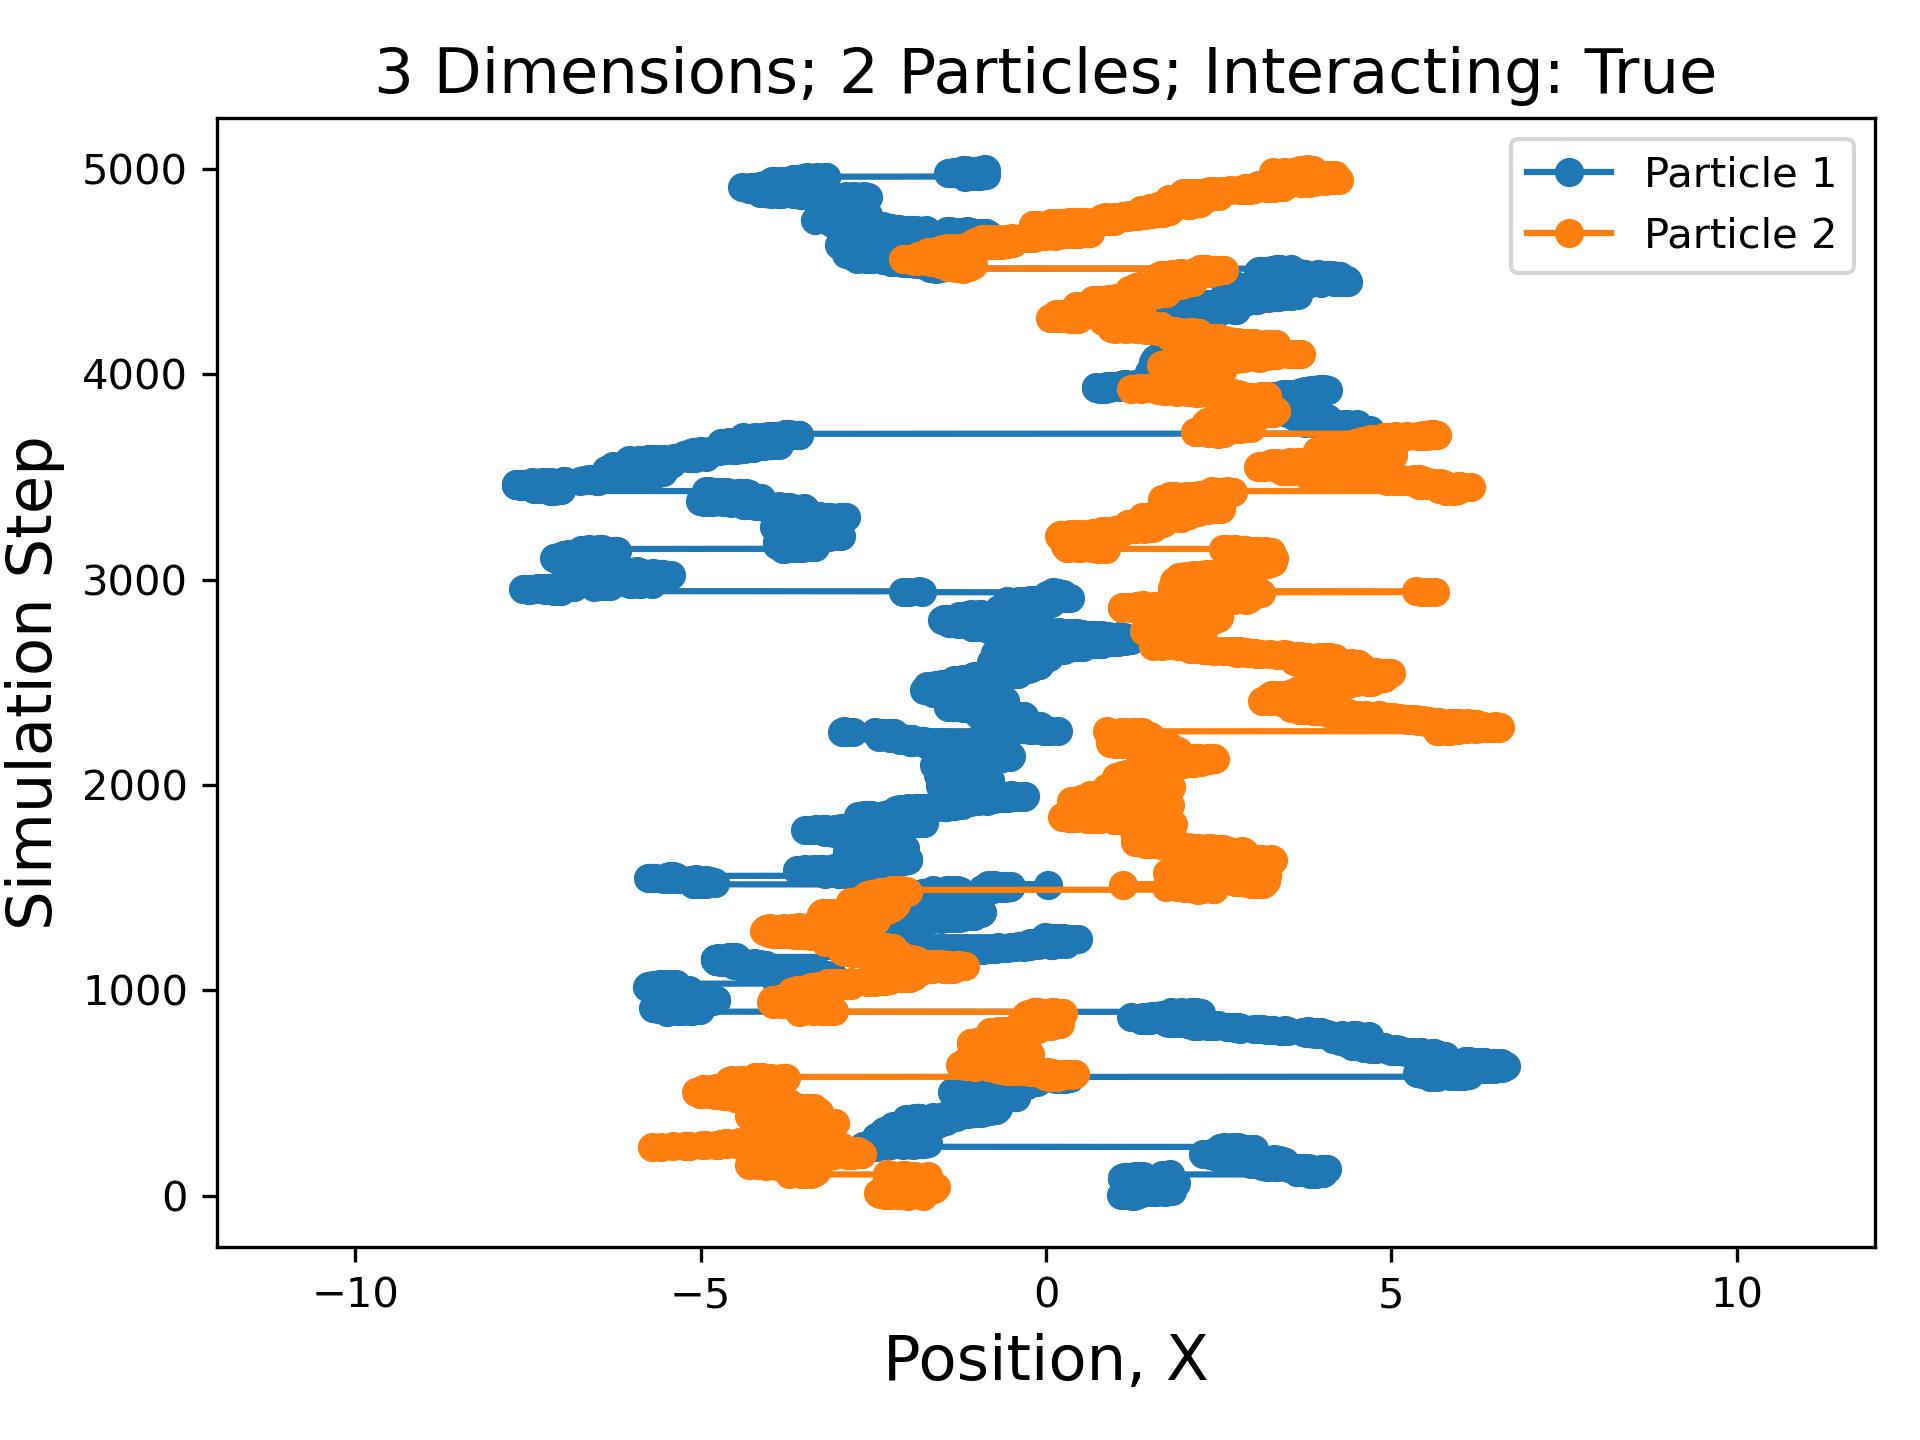 3 Dimensions; 2 Particles; Interacting: True
Particle 1
Particle 2
5000
4000
3000
2000
1000
0
Simulation Step
−10
−5
0
5
10
Position, X